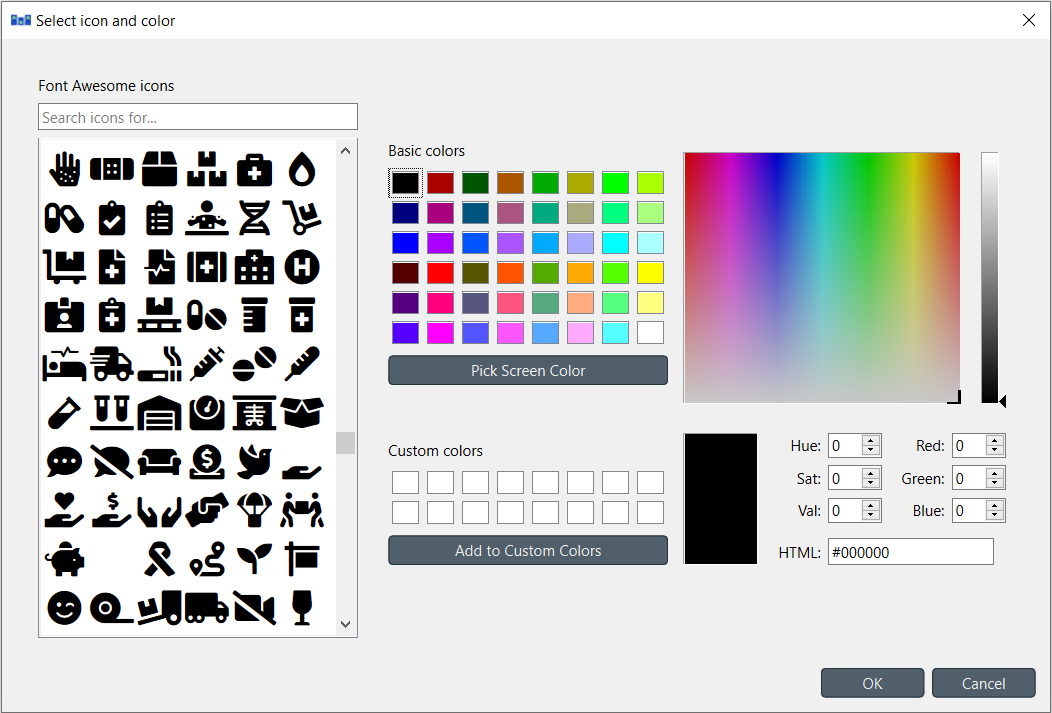 Select icon and color
Font Awesome icons
Search icons for...
Basic colors
Pick Screen Color
Custom colors
Add to Custom Colors
Hue: 0
Red: 0
Sat: 0
Green: 0
Val: 0
Blue: 0
HTML: #000000
OK
Cancel